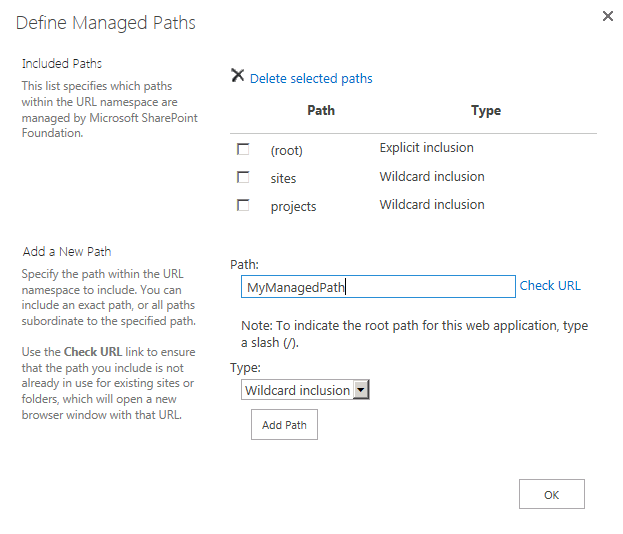 Define Managed Paths
Included Paths
This list specifies which paths
within the URL namespace are
managed by Microsoft SharePoint
Foundation.
Delete selected paths
Path Type
(root) Explicit inclusion
sites Wildcard inclusion
projects Wildcard inclusion
Add a New Path
Specify the path within the URL
namespace to include. You can
include an exact path, or all paths
subordinate to the specified path.
Use the Check URL link to ensure
that the path you include is not
already in use for existing sites or
folders, which will open a new
browser window with that URL.
Path:
MyManagedPath Check URL
Note: To indicate the root path for this web application, type
a slash (/).
Type:
Wildcard inclusion
Add Path
OK